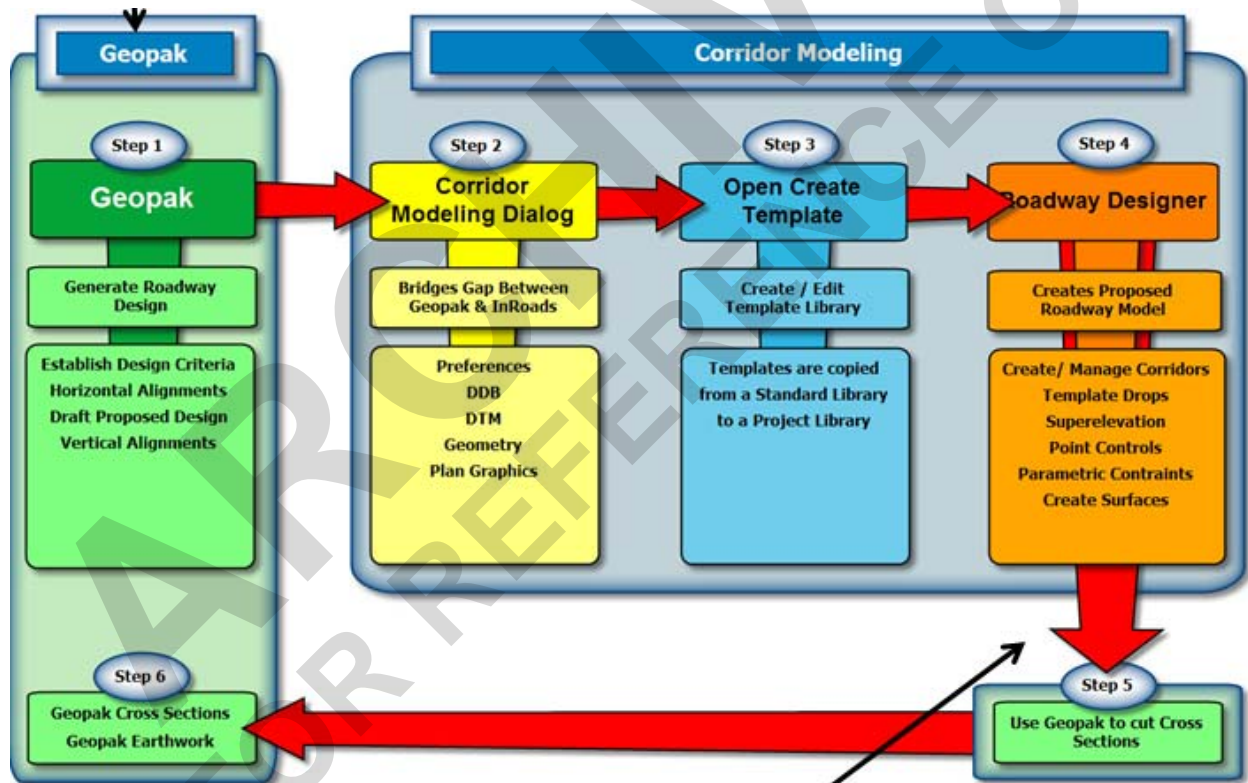 Geopak
Corridor Modeling
Step 1
Geopak
Generate Roadway
Design
Establish Design Criteria
Horizontal Alignments
Draft Proposed Design
Vertical Alignments
Step 2
Corridor
Modeling Dialog
Bridges Gap Between
Geopak & InRoads
Preferences
DDB
DTM
Geometry
Plan Graphics
Step 3
Open Create
Template
Create / Edit
Template Library
Templates are copied
from a Standard Library
to a Project Library
Step 4
Roadway Designer
Creates Proposed
Roadway Model
Create/ Manage Corridors
Template Drops
Superelevation
Point Controls
Parametric Contraints
Create Surfaces
Step 5
Use Geopak to cut Cross
Sections
Step 6
Geopak Cross Sections
Geopak Earthwork
FOR REFERENCE